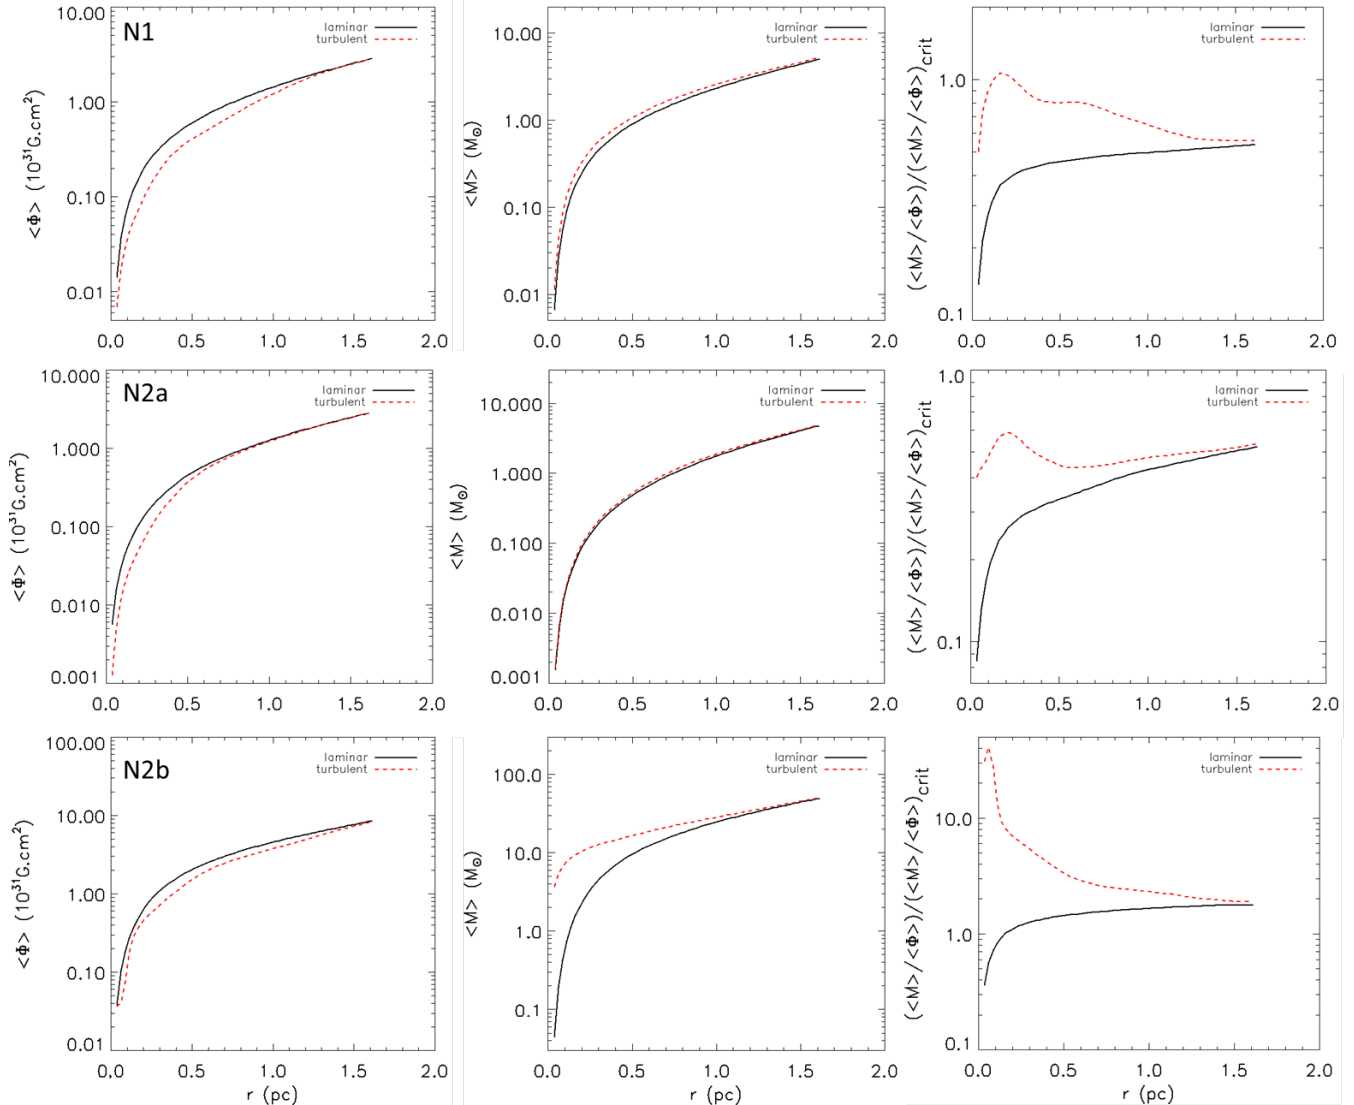 N1
laminar
turbulent
10.00
1.00
0.10
0.01
<Φ> (10³¹G.cm²)
0.0 0.5 1.0 1.5 2.0
laminar
turbulent
10.00
1.00
0.10
0.01
<M> (M⊙)
0.0 0.5 1.0 1.5 2.0
laminar
turbulent
1.0
0.1
(<M>/<Φ>)/(<M>/<Φ>)crit
0.0 0.5 1.0 1.5 2.0
N2a
laminar
turbulent
10.000
1.000
0.100
0.010
0.001
<Φ> (10³¹G.cm²)
0.0 0.5 1.0 1.5 2.0
laminar
turbulent
10.000
1.000
0.100
0.010
0.001
<M> (M⊙)
0.0 0.5 1.0 1.5 2.0
laminar
turbulent
1.0
0.1
(<M>/<Φ>)/(<M>/<Φ>)crit
0.0 0.5 1.0 1.5 2.0
N2b
laminar
turbulent
100.00
10.00
1.00
0.10
0.01
<Φ> (10³¹G.cm²)
0.0 0.5 1.0 1.5 2.0
r (pc)
laminar
turbulent
100.0
10.0
1.0
0.1
<M> (M⊙)
0.0 0.5 1.0 1.5 2.0
r (pc)
laminar
turbulent
10.0
1.0
0.1
(<M>/<Φ>)/(<M>/<Φ>)crit
0.0 0.5 1.0 1.5 2.0
r (pc)